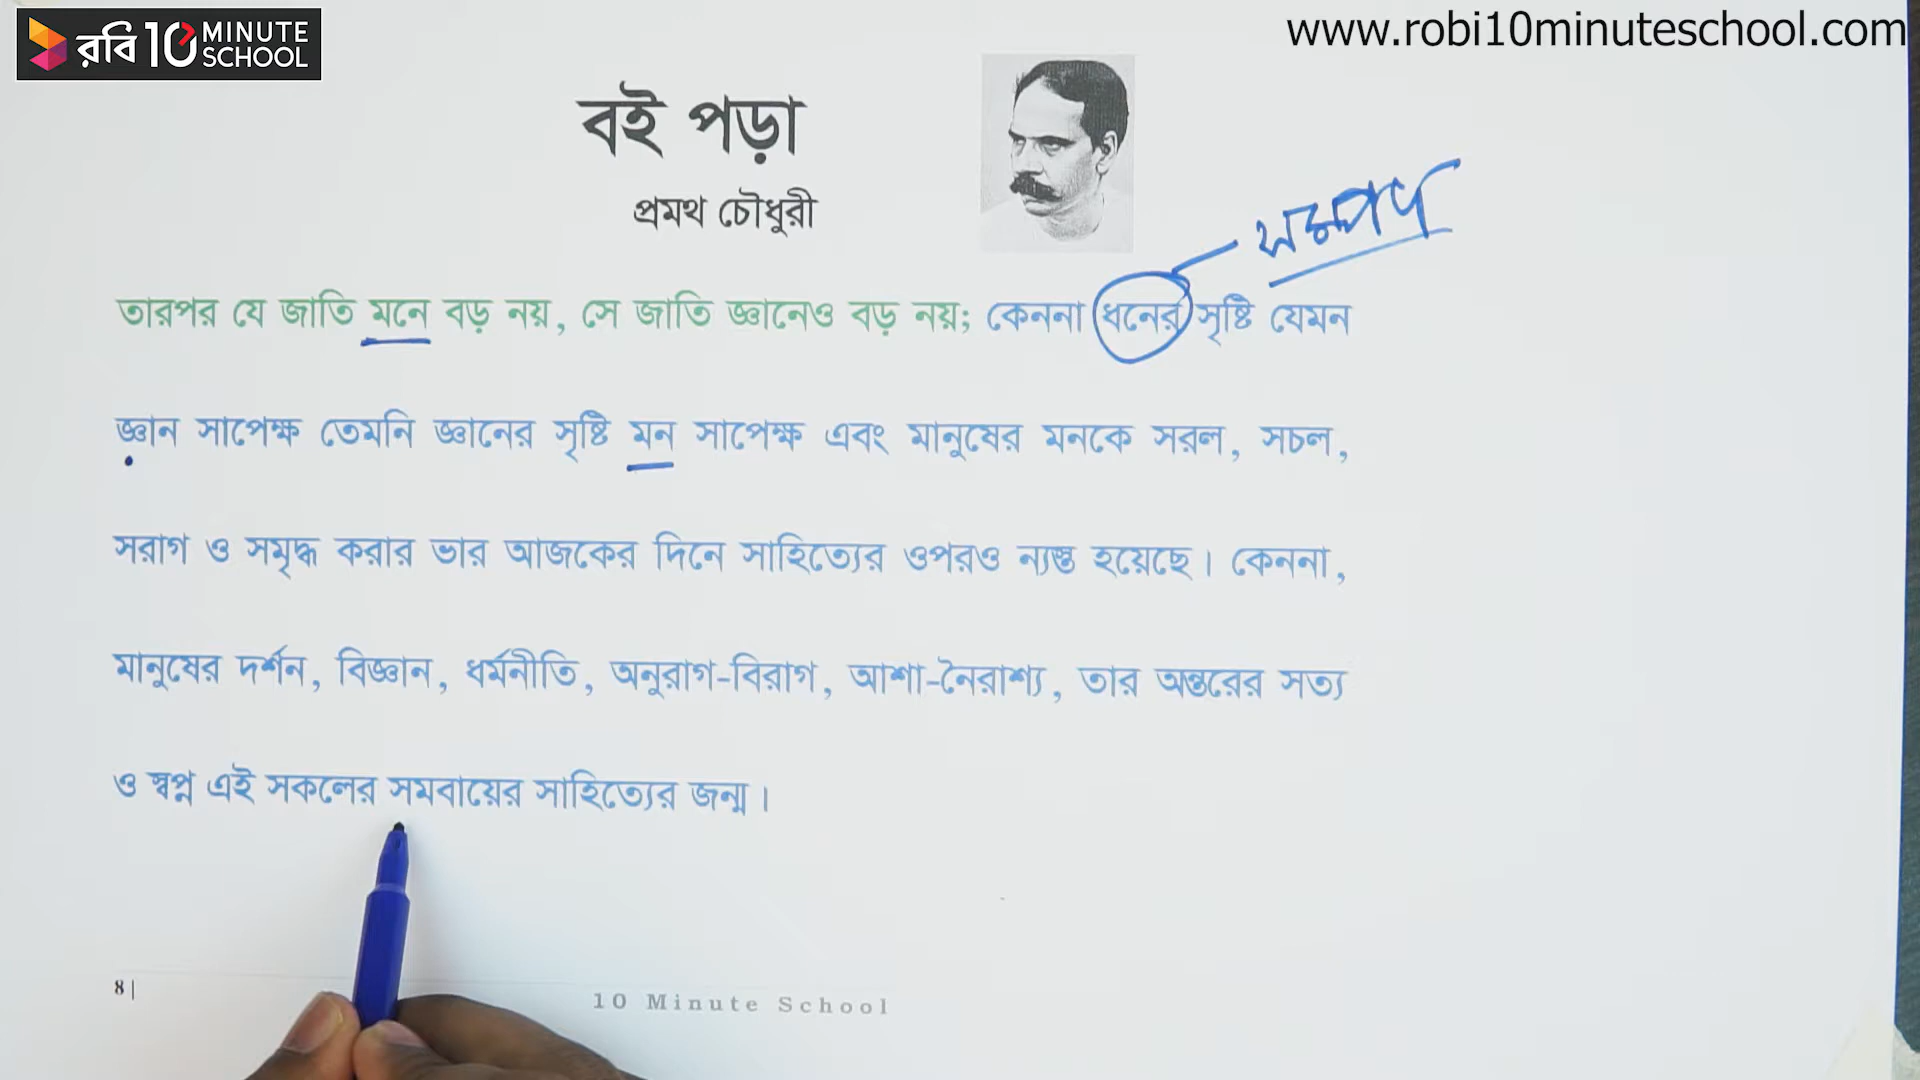 রবি 10 MINUTE SCHOOL
www.robi10minuteschool.com
বই পড়া
প্রমথ চৌধুরী
সম্পদ
তারপর যে জাতি মনে বড় নয়, সে জাতি জ্ঞানেও বড় নয়; কেননা ধনের সৃষ্টি যেমন
জ্ঞান সাপেক্ষ তেমনি জ্ঞানের সৃষ্টি মন সাপেক্ষ এবং মানুষের মনকে সরল, সচল,
সরাগ ও সমৃদ্ধ করার ভার আজকের দিনে সাহিত্যের ওপরও ন্যস্ত হয়েছে। কেননা,
মানুষের দর্শন, বিজ্ঞান, ধর্মনীতি, অনুরাগ-বিরাগ, আশা-নৈরাশ্য, তার অন্তরের সত্য
ও স্বপ্ন এই সকলের সমবায়ের সাহিত্যের জন্ম।
8|
10 Minute School